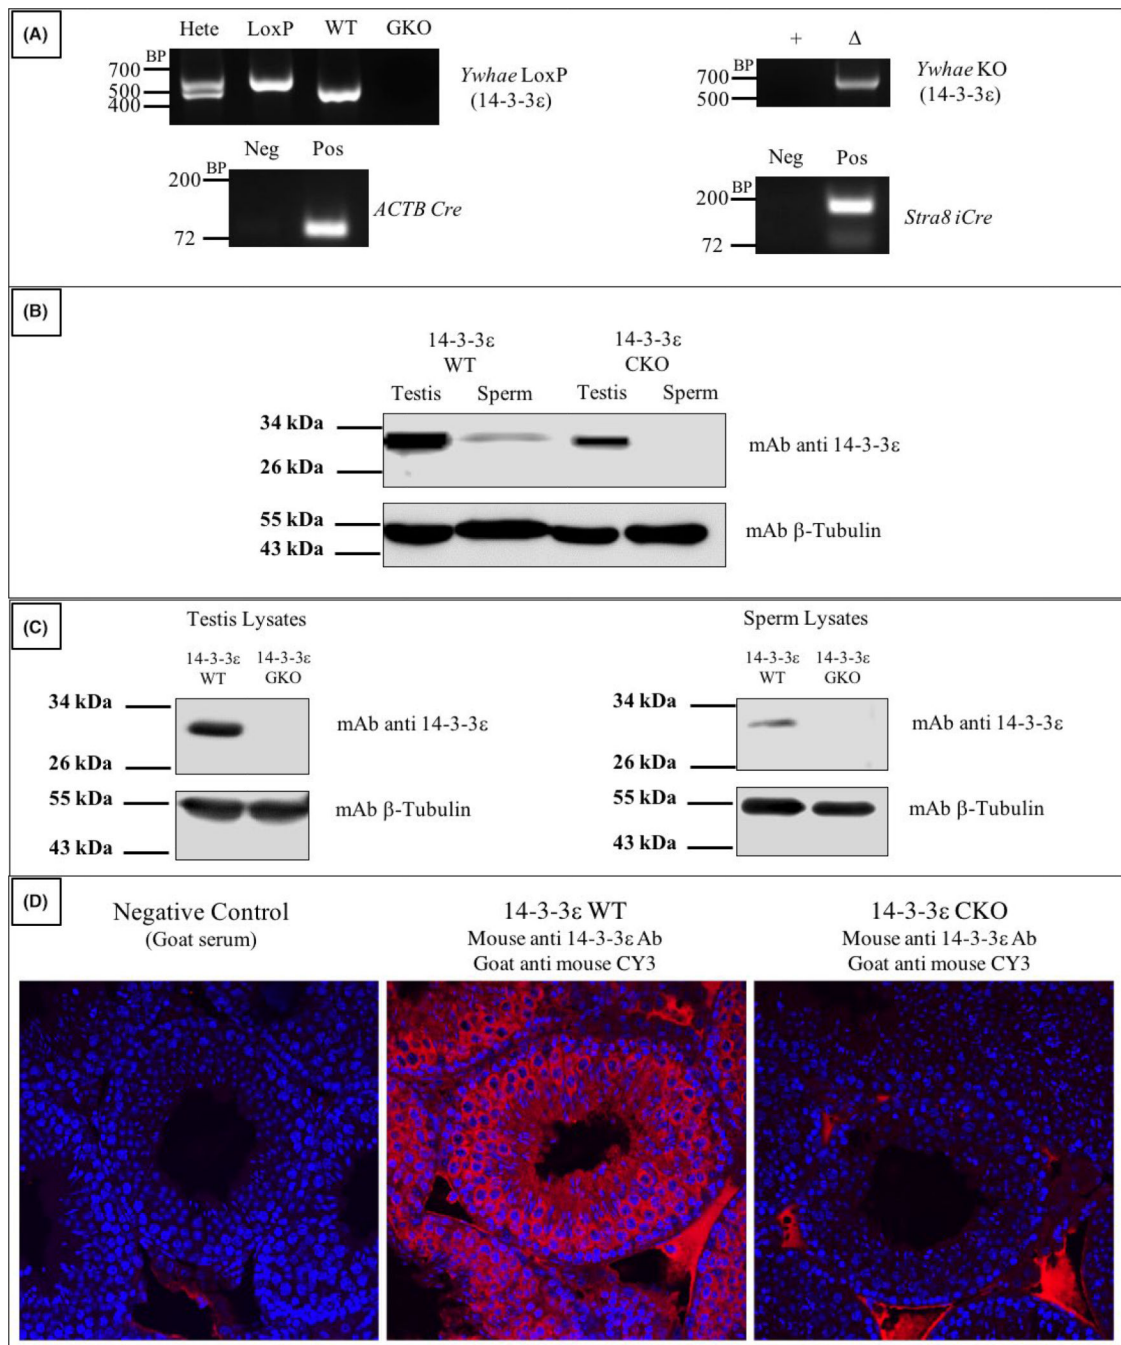 (A)
Hete LoxP WT GKO
BP
700
500
400
Ywhae LoxP
(14-3-3ε)
+ Δ
BP
700
500
Ywhae KO
(14-3-3ε)
Neg Pos
BP
200
72
ACTB Cre
Neg Pos
BP
200
72
Stra8 iCre
(B)
14-3-3ε 14-3-3ε
WT CKO
Testis Sperm Testis Sperm
34 kDa
26 kDa
mAb anti 14-3-3ε
55 kDa
43 kDa
mAb β-Tubulin
(C)
Testis Lysates
14-3-3ε 14-3-3ε
WT GKO
34 kDa
26 kDa
mAb anti 14-3-3ε
55 kDa
43 kDa
mAb β-Tubulin
Sperm Lysates
14-3-3ε 14-3-3ε
WT GKO
34 kDa
26 kDa
mAb anti 14-3-3ε
55 kDa
43 kDa
mAb β-Tubulin
(D)
Negative Control
(Goat serum)
14-3-3ε WT
Mouse anti 14-3-3ε Ab
Goat anti mouse CY3
14-3-3ε CKO
Mouse anti 14-3-3ε Ab
Goat anti mouse CY3